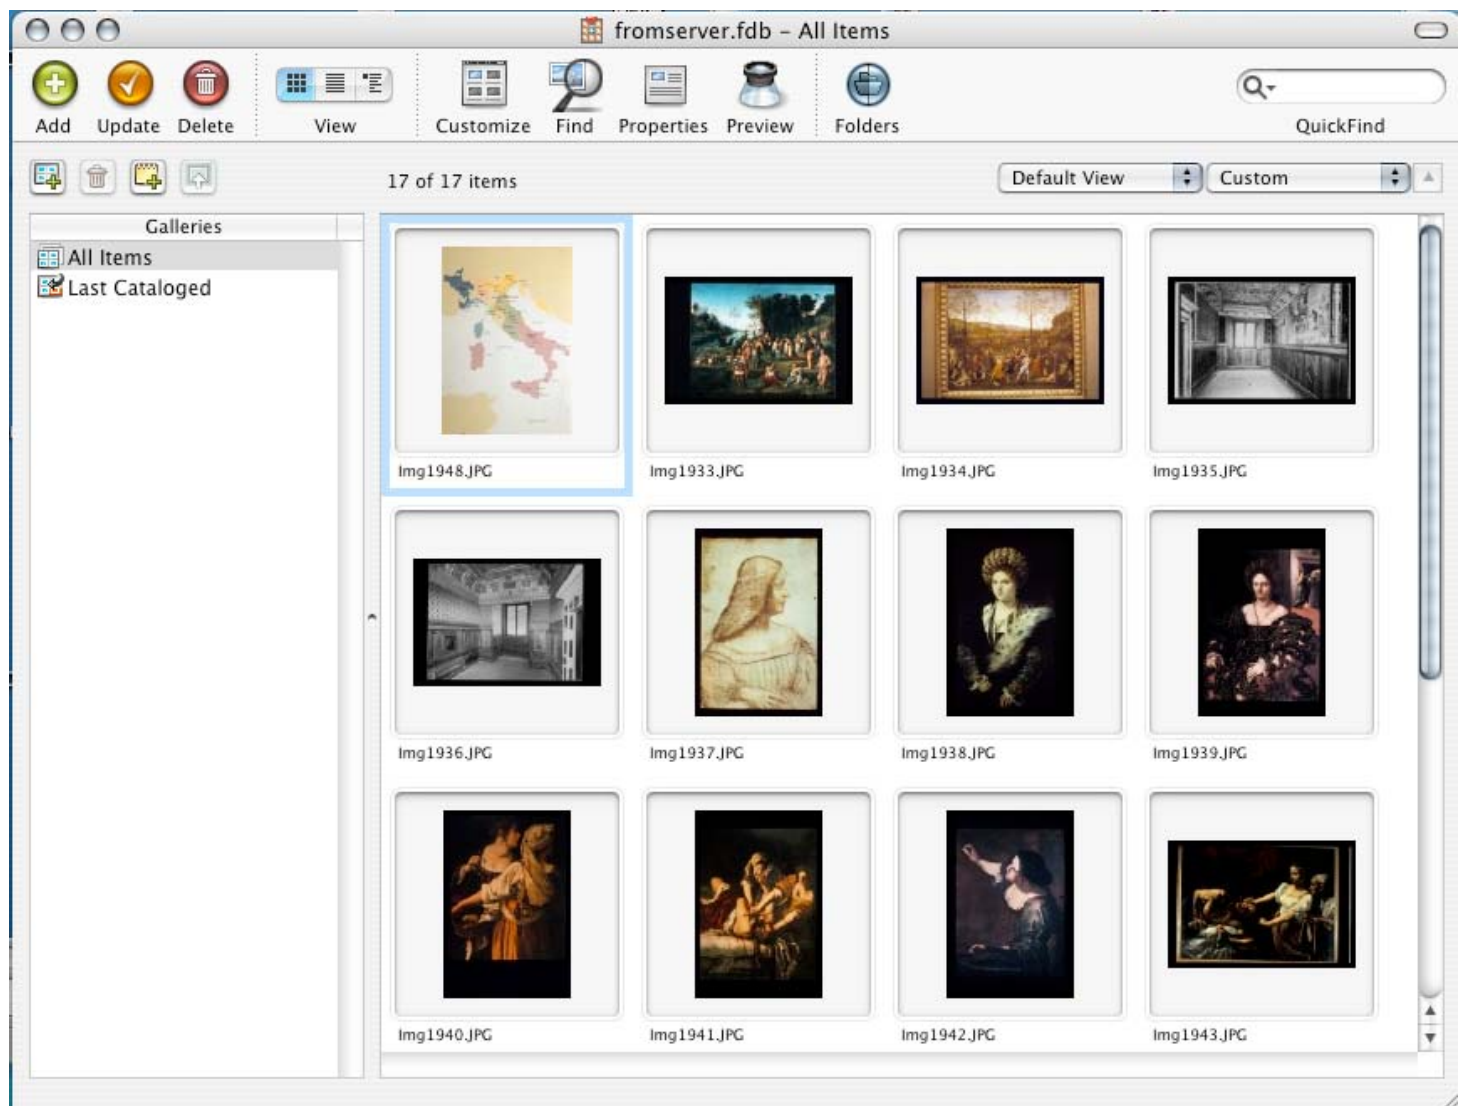 fromserver.fdb – All Items
Add Update Delete View Customize Find Properties Preview Folders QuickFind
17 of 17 items Default View Custom
Galleries
All Items
Last Cataloged
Img1948.JPG Img1933.JPG Img1934.JPG Img1935.JPG
Img1936.JPG Img1937.JPG Img1938.JPG Img1939.JPG
Img1940.JPG Img1941.JPG Img1942.JPG Img1943.JPG